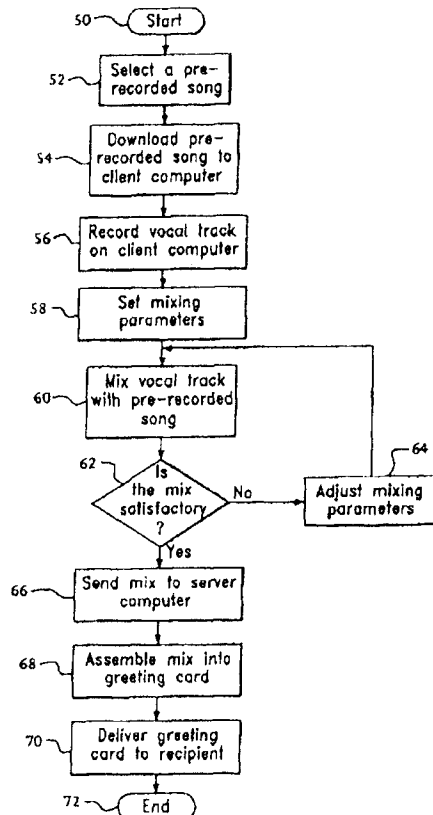 50
Start
52
Select a pre-
recorded song
54
Download pre-
recorded song to
client computer
56
Record vocal track
on client computer
58
Set mixing
parameters
60
Mix vocal track
with pre-recorded
song
62
Is
the mix
satisfactory
?
No
64
Adjust mixing
parameters
Yes
66
Send mix to server
computer
68
Assemble mix into
greeting card
70
Deliver greeting
card to recipient
72
End